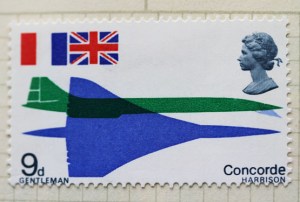 9d
Concorde
GENTLEMAN
HARRISON